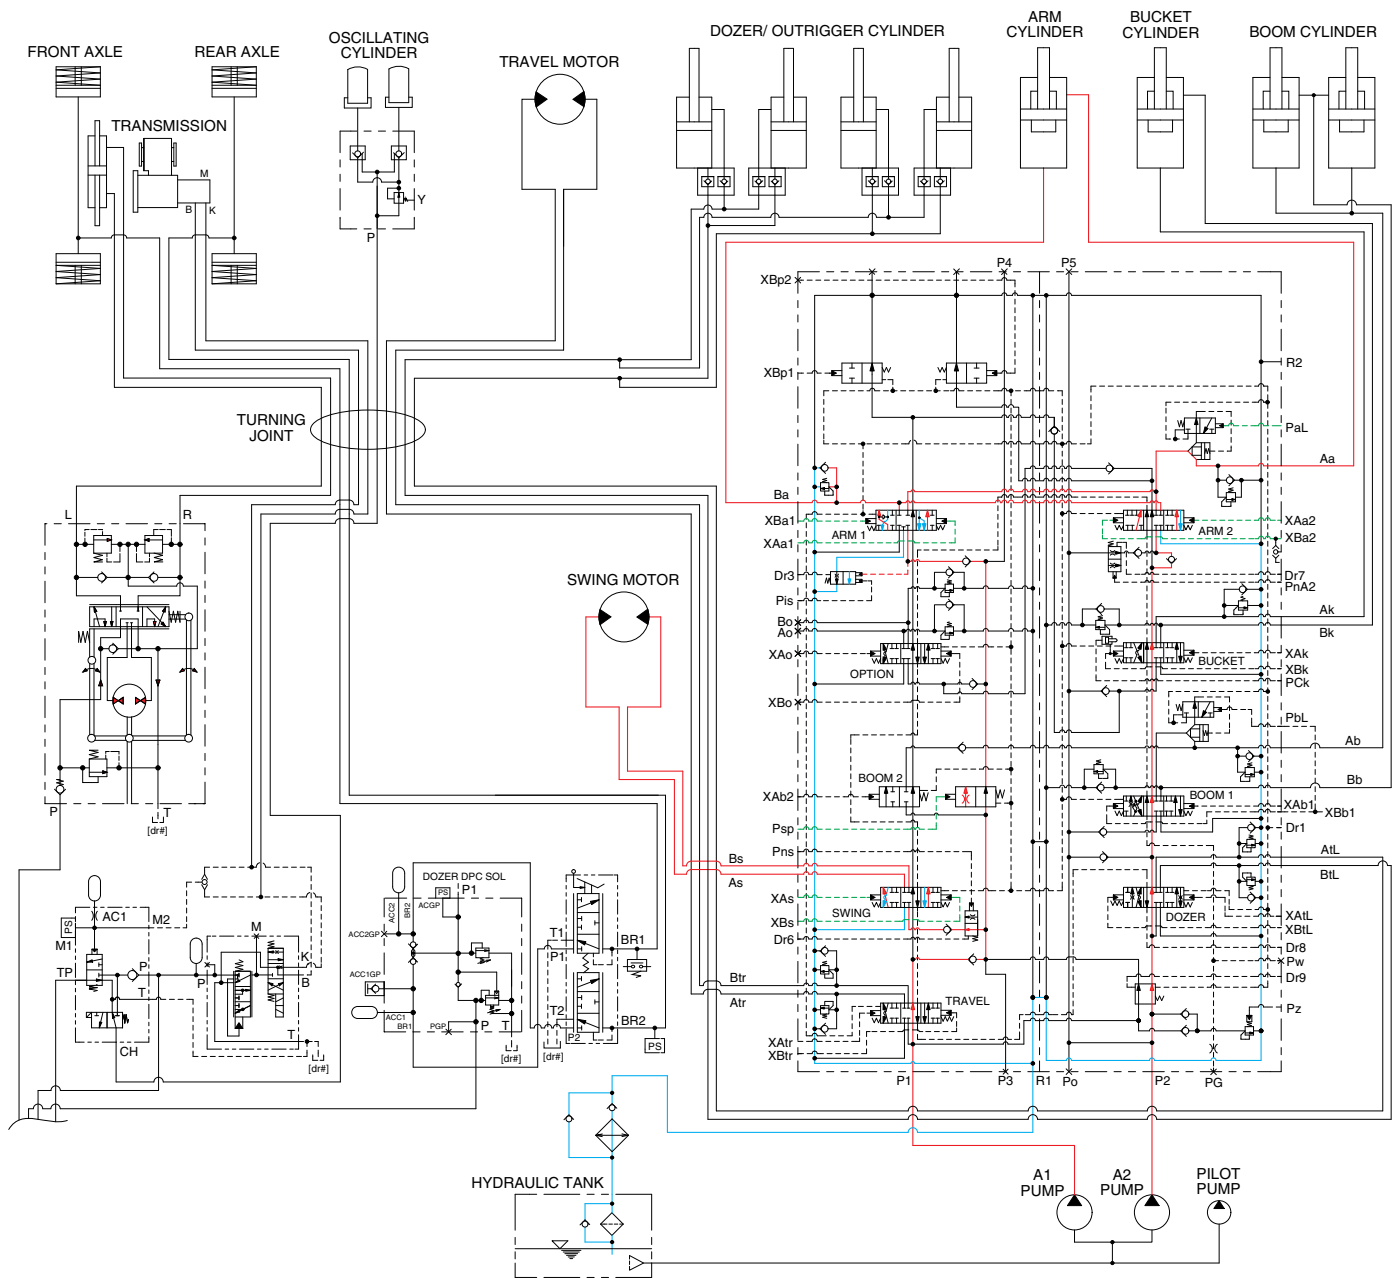 FRONT AXLE
REAR AXLE
OSCILLATING
CYLINDER
TRAVEL MOTOR
DOZER/ OUTRIGGER CYLINDER
ARM
CYLINDER
BUCKET
CYLINDER
BOOM CYLINDER
TRANSMISSION
M
B
K
Y
P
TURNING
JOINT
L
R
P
T
[dr#]
SWING MOTOR
P4
P5
XBp2
XBp1
R2
PaL
Aa
Ba
XBa1
ARM 1
XAa1
ARM 2
XAa2
XBa2
Dr3
Dr7
Pis
PnA2
Bo
Ao
Ak
Bk
XAo
OPTION
BUCKET
XAk
XBk
PCk
XBo
PbL
Ab
BOOM 2
Bb
XAb2
BOOM 1
XAb1
XBb1
Psp
Dr1
Pns
Bs
As
AtL
BtL
XAs
SWING
XBs
Dr6
DOZER
XAtL
XBtL
Dr8
Pw
Dr9
Btr
Atr
TRAVEL
Pz
XAtr
XBtr
P1
P3
R1
Po
P2
PG
PS
AC1
M2
M1
TP
P
T
CH
M
P
K
B
T
[dr#]
DOZER DPC SOL
PS
P1
ACGP
ACC2
BR2
ACC2GP
ACC1GP
ACC1
BR1
PGP
P
T
[dr#]
T1
P1
BR1
T2
P2
BR2
[dr#]
PS
HYDRAULIC TANK
A1
PUMP
A2
PUMP
PILOT
PUMP